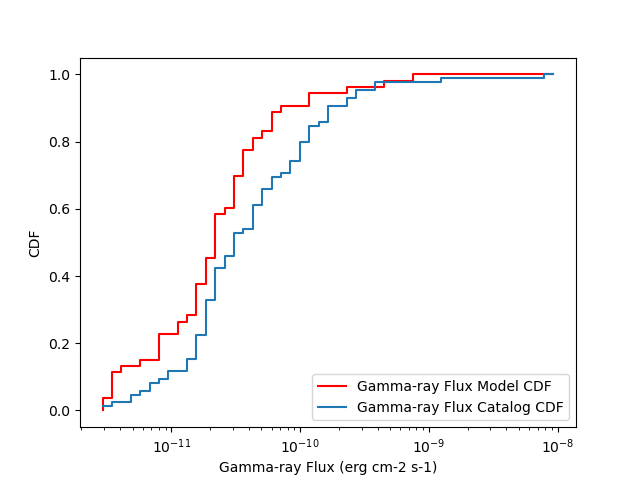 1.0
0.8
0.6
0.4
0.2
0.0
CDF
10⁻¹¹
10⁻¹⁰
10⁻⁹
10⁻⁸
Gamma-ray Flux (erg cm-2 s-1)
Gamma-ray Flux Model CDF
Gamma-ray Flux Catalog CDF